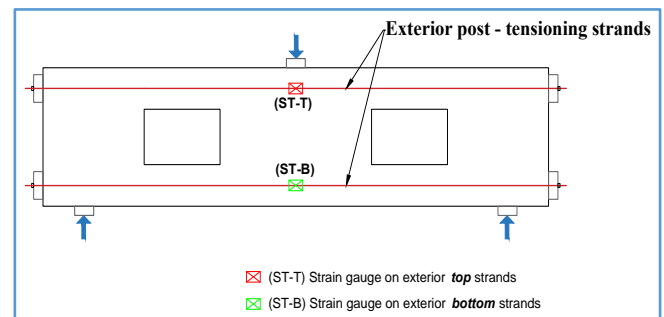 Exterior post - tensioning strands
(ST-T)
(ST-B)
(ST-T) Strain gauge on exterior top strands
(ST-B) Strain gauge on exterior bottom strands